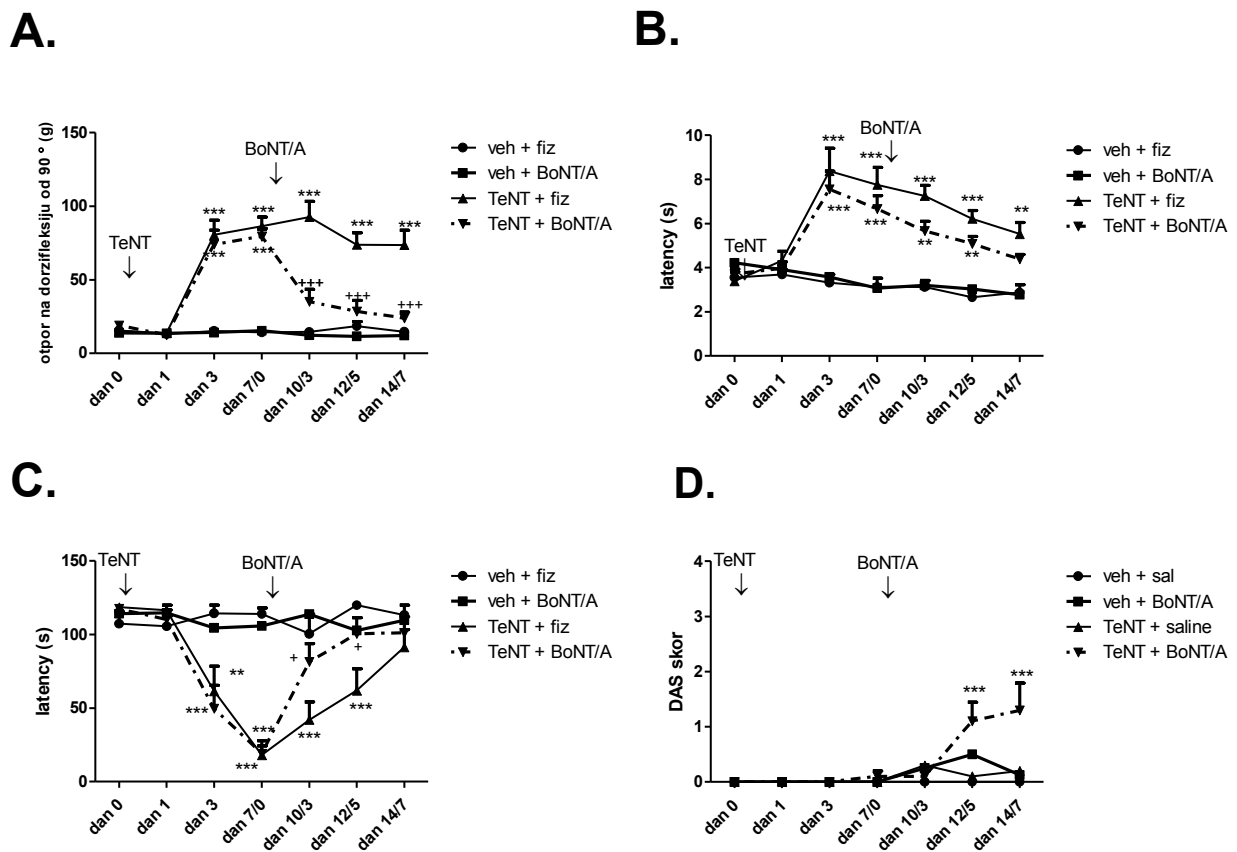 A.
otpor na dorzifleksiju od 90 ° (g)
150
100
50
0
TeNT
BoNT/A
***
***
***
***
***
***
***
+++
+++
+++
dan 0
dan 1
dan 3
dan 7/0
dan 10/3
dan 12/5
dan 14/7
veh + fiz
veh + BoNT/A
TeNT + fiz
TeNT + BoNT/A
B.
latency (s)
10
8
6
4
2
0
TeNT
BoNT/A
***
***
***
***
**
***
***
**
**
dan 0
dan 1
dan 3
dan 7/0
dan 10/3
dan 12/5
dan 14/7
veh + fiz
veh + BoNT/A
TeNT + fiz
TeNT + BoNT/A
C.
latency (s)
150
100
50
0
TeNT
BoNT/A
**
***
***
***
+
***
+
***
dan 0
dan 1
dan 3
dan 7/0
dan 10/3
dan 12/5
dan 14/7
veh + fiz
veh + BoNT/A
TeNT + fiz
TeNT + BoNT/A
D.
DAS skor
4
3
2
1
0
TeNT
BoNT/A
***
***
dan 0
dan 1
dan 3
dan 7/0
dan 10/3
dan 12/5
dan 14/7
veh + sal
veh + BoNT/A
TeNT + saline
TeNT + BoNT/A